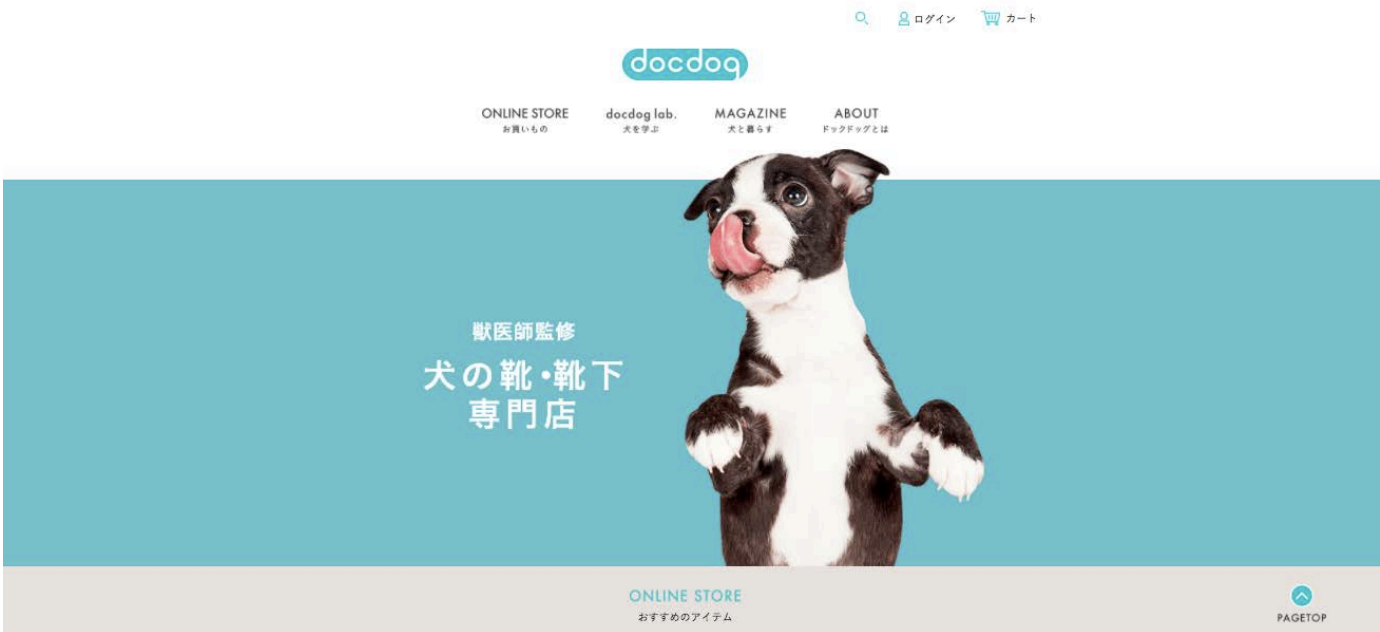 ログイン
カート
docdog
ONLINE STORE
お買いもの
docdog lab.
犬を学ぶ
MAGAZINE
犬と暮らす
ABOUT
ドックドッグとは
獣医師監修
犬の靴・靴下
専門店
ONLINE STORE
おすすめのアイテム
PAGETOP